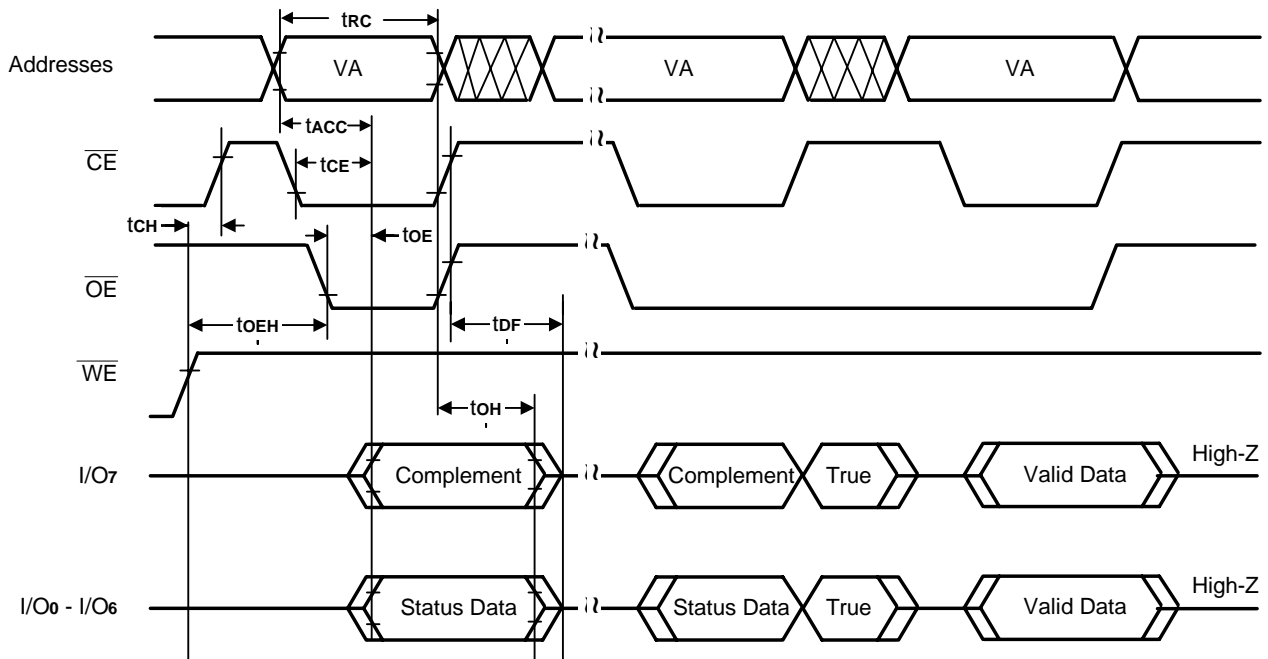 tRC
Addresses VA VA VA
tACC
CE tCE
tCH tOE
OE
tOEH tDF
WE
tOH
I/O7 Complement Complement True Valid Data High-Z
I/O0 - I/O6 Status Data Status Data True Valid Data High-Z